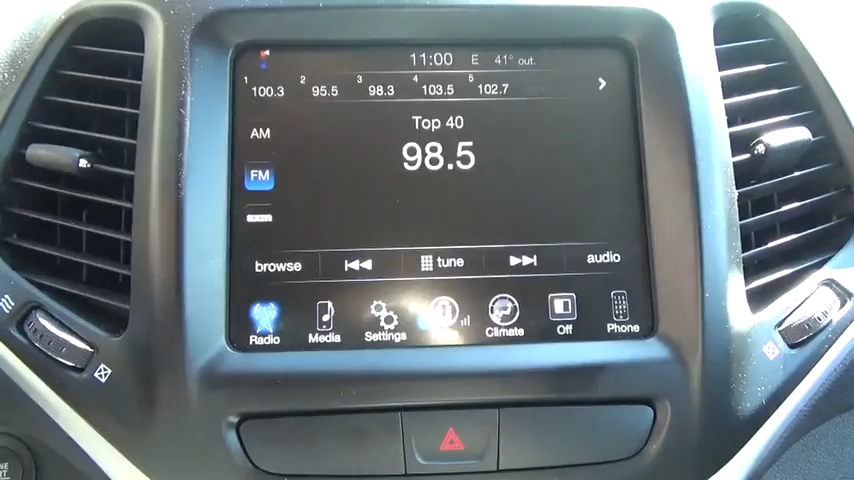 11:00 E 41° out.
1 100.3 2 95.5 3 98.3 4 103.5 5 102.7
Top 40
AM
98.5
FM
browse tune audio
Radio Media Settings Climate Off Phone